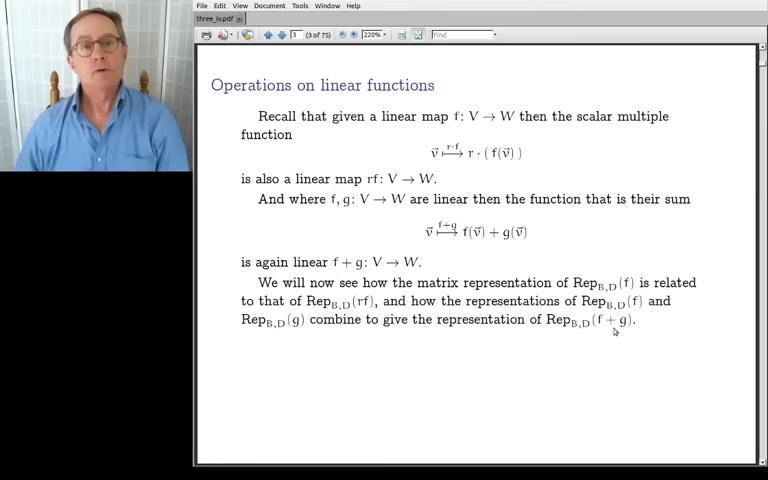 File Edit View Document Tools Window Help
three_iv.pdf
3 (3 of 75) 220% Find
Operations on linear functions
Recall that given a linear map f: V → W then the scalar multiple
function
v⃗ ↦ r·f r · ( f(v⃗) )
is also a linear map rf: V → W.
And where f, g: V → W are linear then the function that is their sum
v⃗ ↦ f+g f(v⃗) + g(v⃗)
is again linear f + g: V → W.
We will now see how the matrix representation of Rep_B,D(f) is related
to that of Rep_B,D(rf), and how the representations of Rep_B,D(f) and
Rep_B,D(g) combine to give the representation of Rep_B,D(f + g).